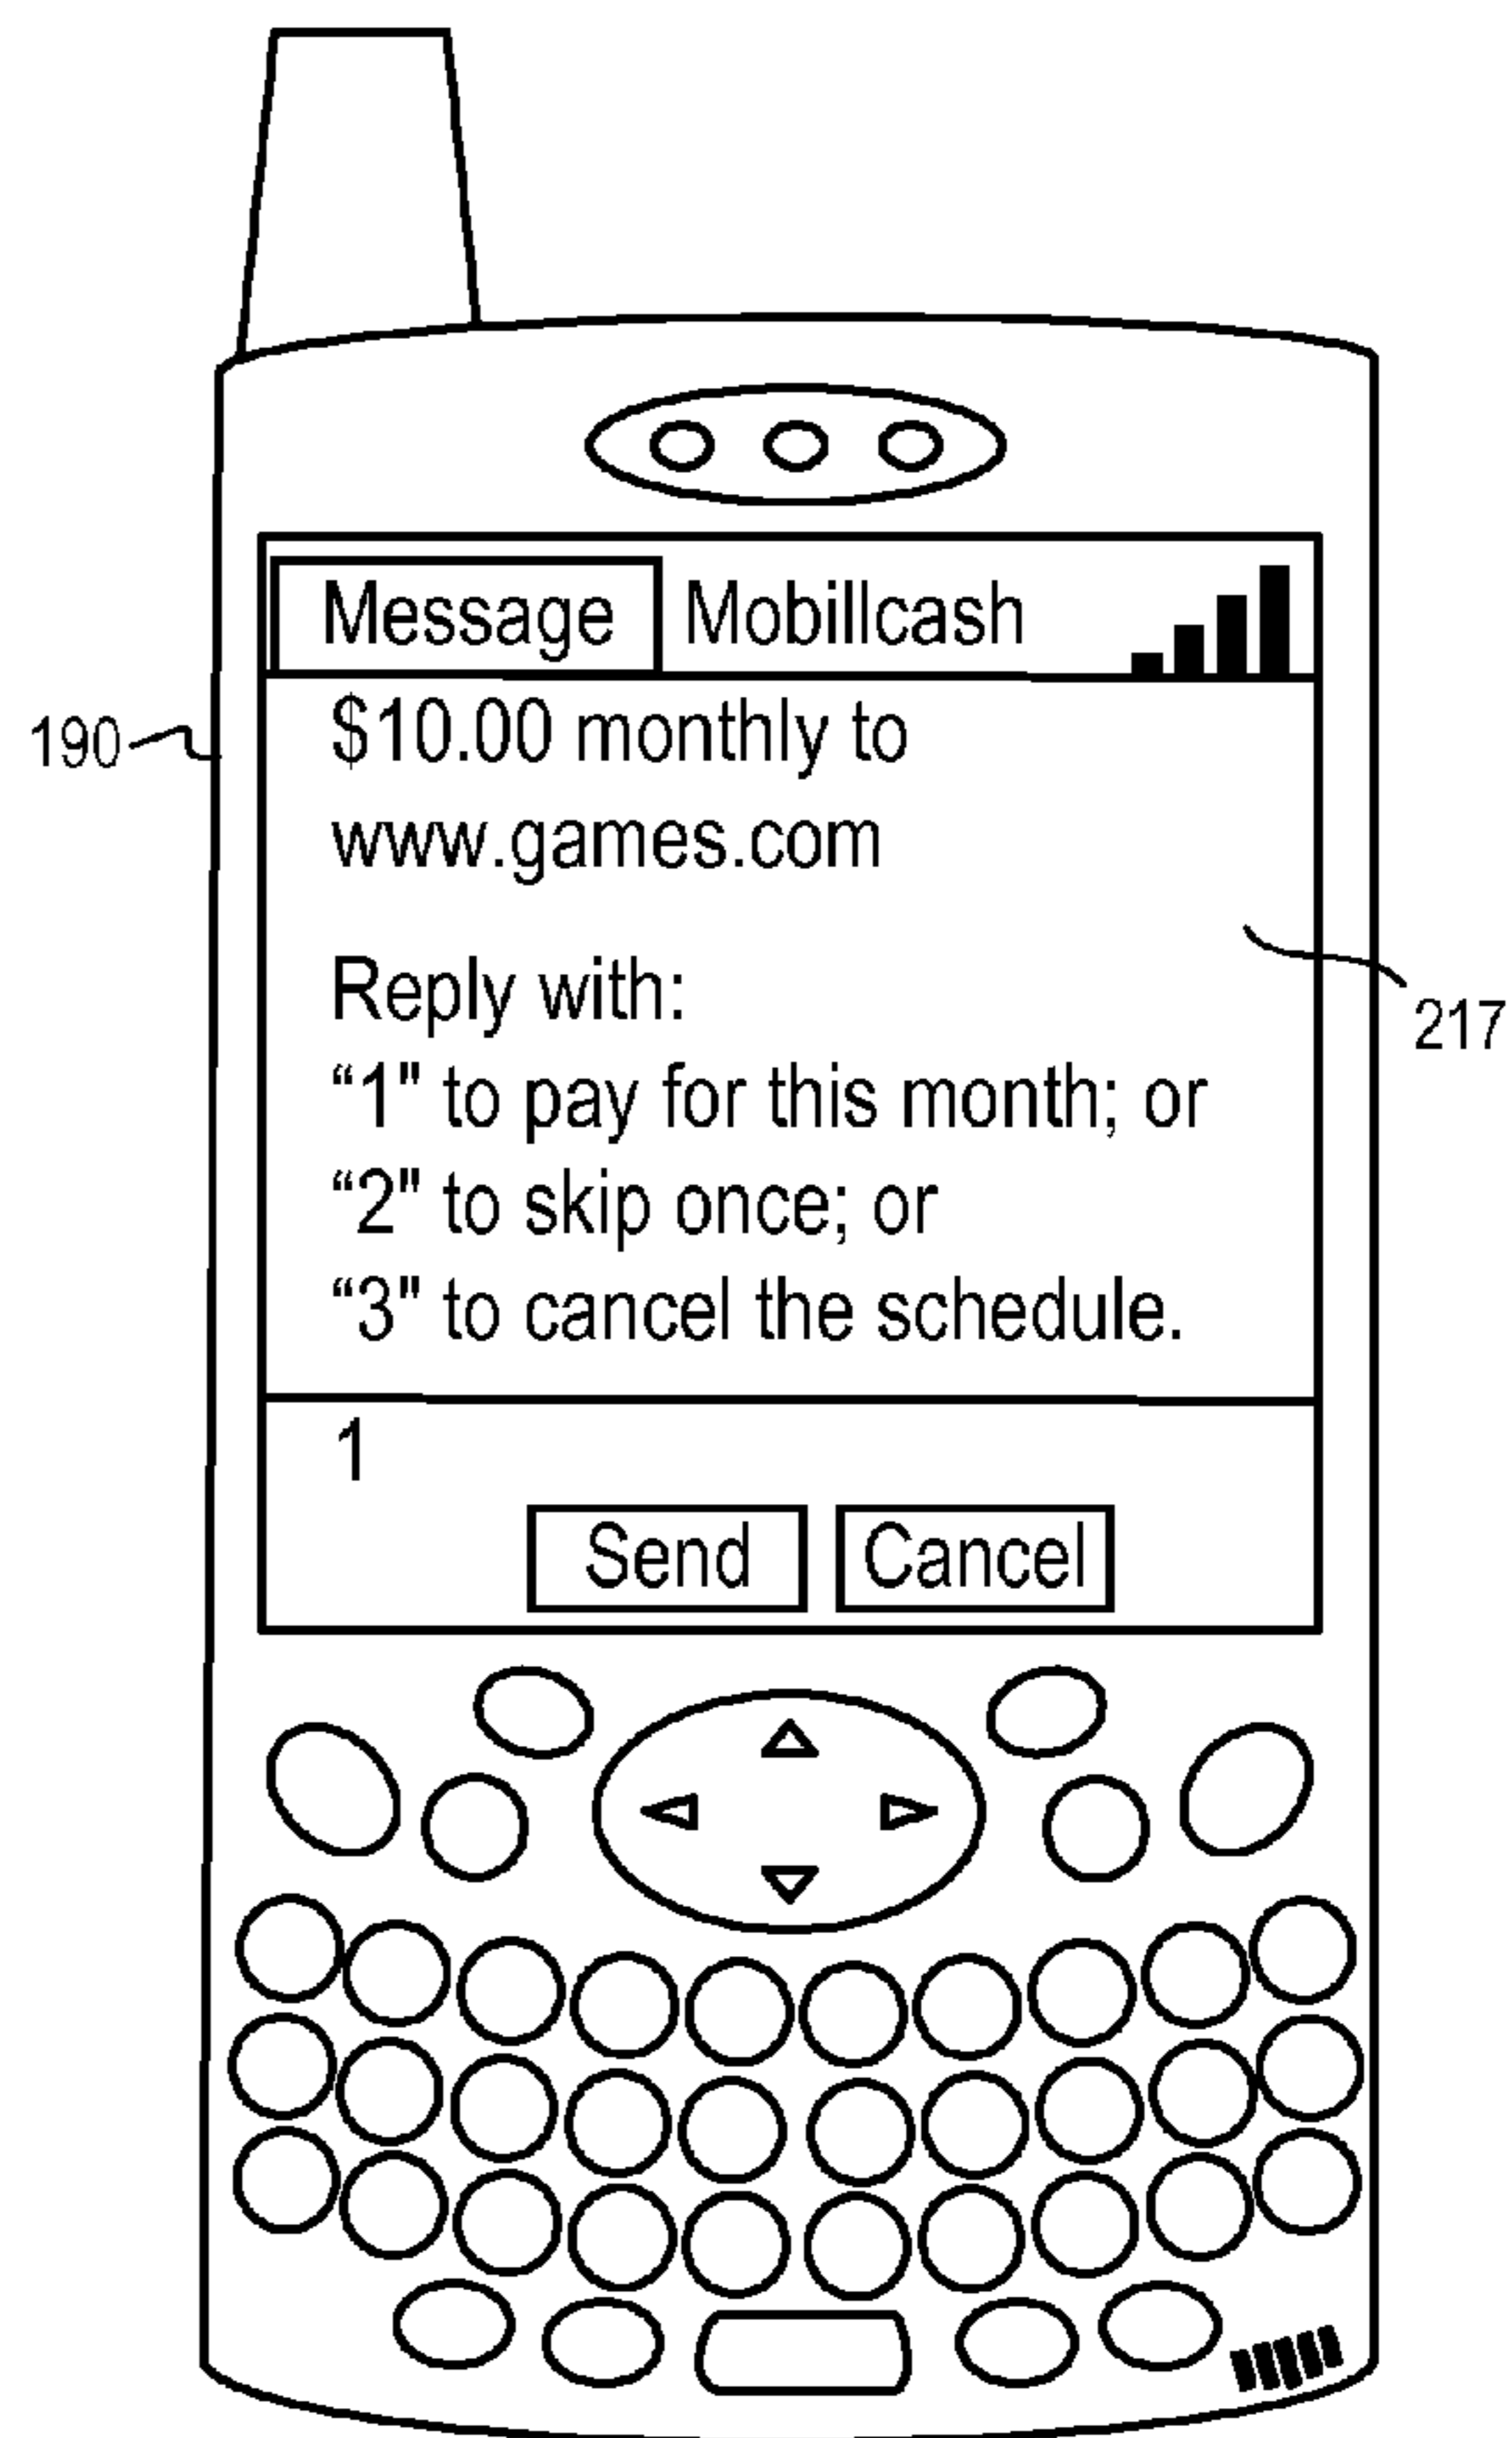 Message Mobillcash
$10.00 monthly to
190
www.games.com
Reply with:
217
“1" to pay for this month; or
“2" to skip once; or
“3" to cancel the schedule.
1
Send Cancel